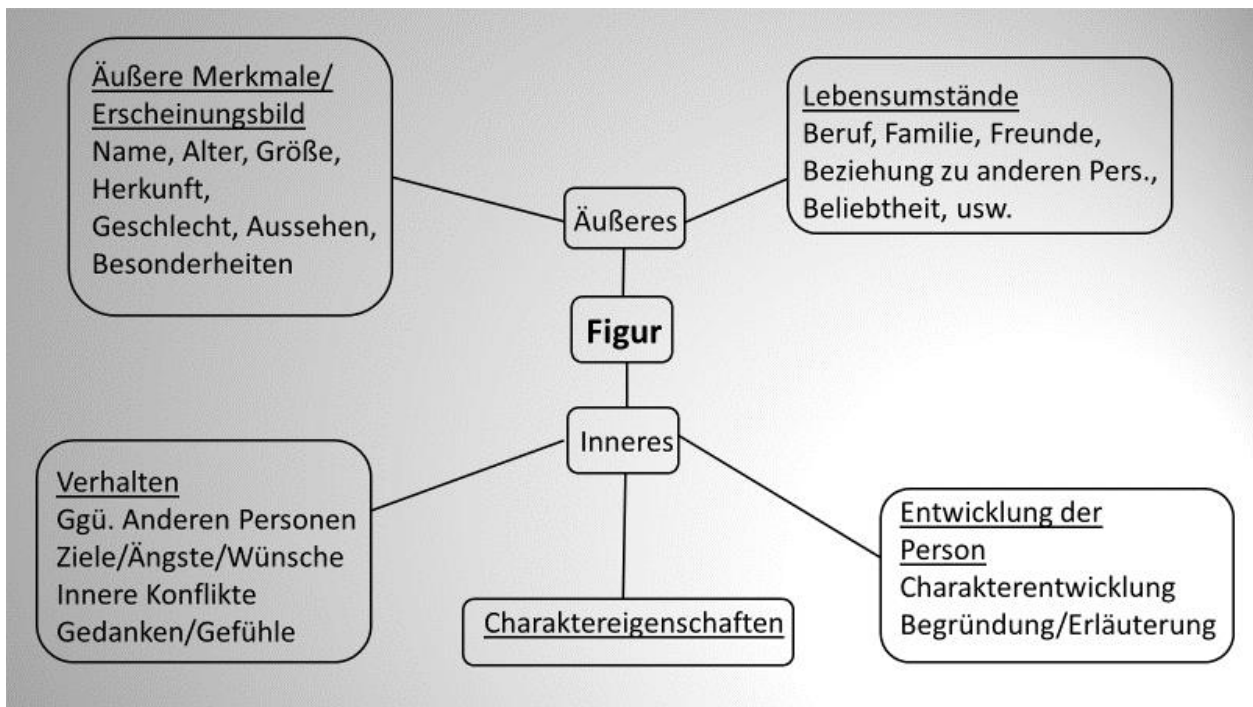 Äußere Merkmale/
Erscheinungsbild
Name, Alter, Größe,
Herkunft,
Geschlecht, Aussehen,
Besonderheiten
Lebensumstände
Beruf, Familie, Freunde,
Beziehung zu anderen Pers.,
Beliebtheit, usw.
Äußeres
Figur
Inneres
Verhalten
Ggü. Anderen Personen
Ziele/Ängste/Wünsche
Innere Konflikte
Gedanken/Gefühle
Charaktereigenschaften
Entwicklung der
Person
Charakterentwicklung
Begründung/Erläuterung